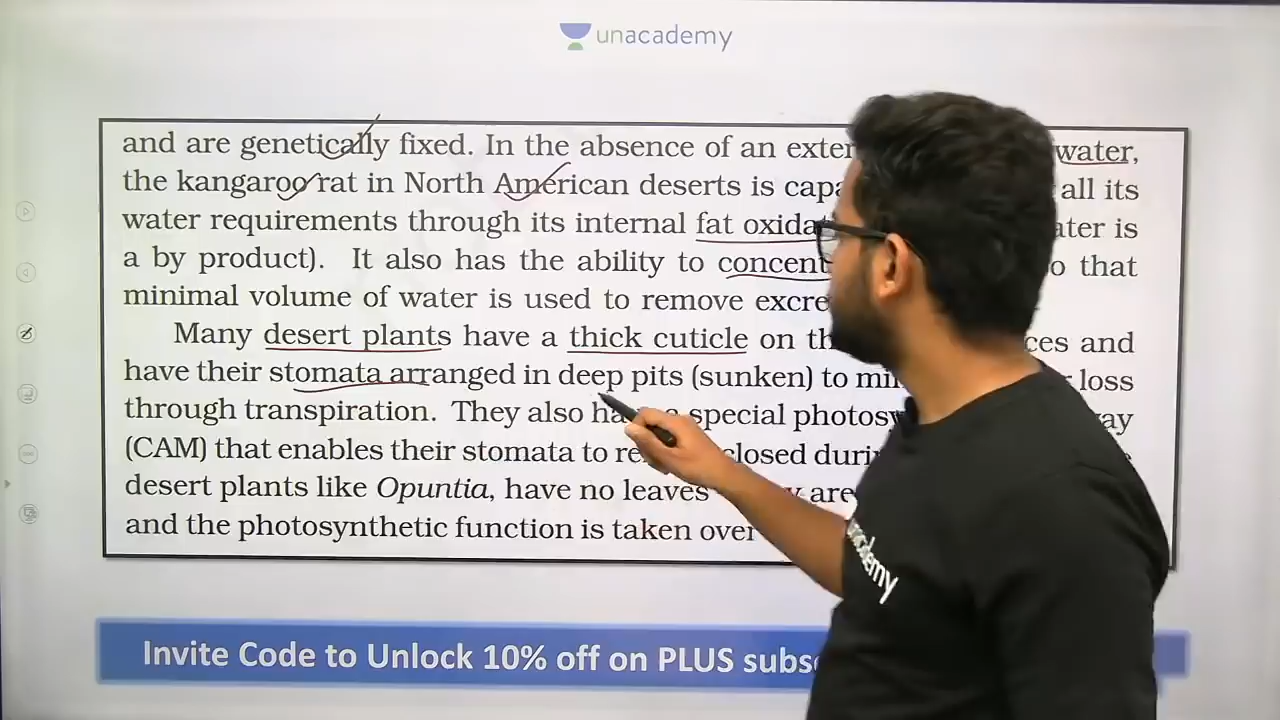 unacademy
and are genetically fixed. In the absence of an exter water,
the kangaroo rat in North American deserts is capa all its
water requirements through its internal fat oxida ater is
a by product). It also has the ability to concent o that
minimal volume of water is used to remove excre
Many desert plants have a thick cuticle on th ces and
have their stomata arranged in deep pits (sunken) to mi loss
through transpiration. They also ha special photos ay
(CAM) that enables their stomata to re closed duri
desert plants like Opuntia, have no leaves are
and the photosynthetic function is taken over
Invite Code to Unlock 10% off on PLUS subs
academy